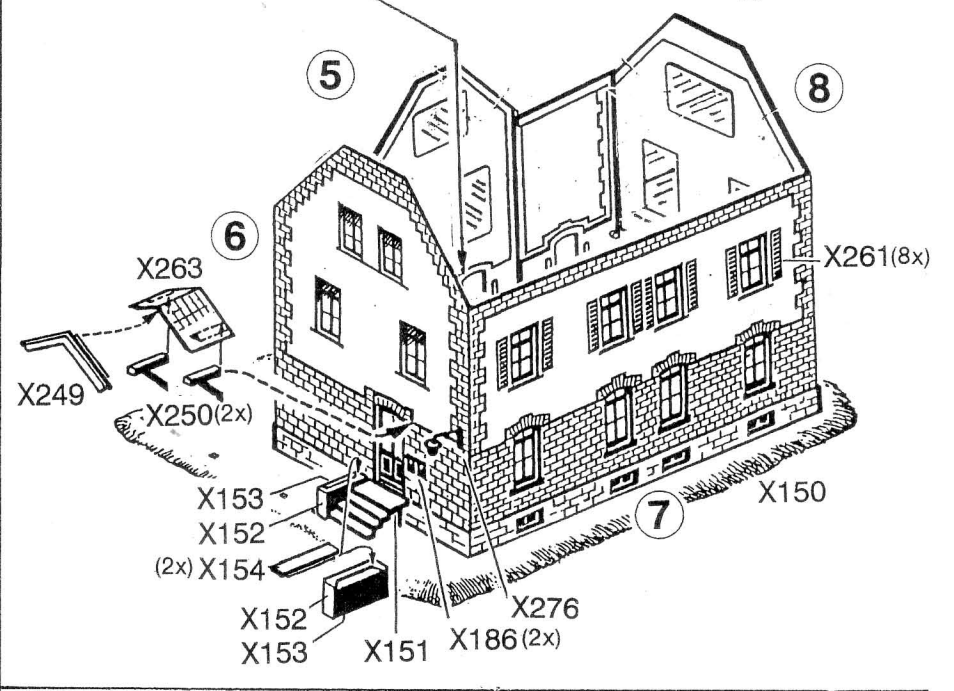 5
8
6
X263
X261(8x)
X249
X250(2x)
X153
X150
X152
7
(2x) X154
X152
X276
X153
X151
X186(2x)